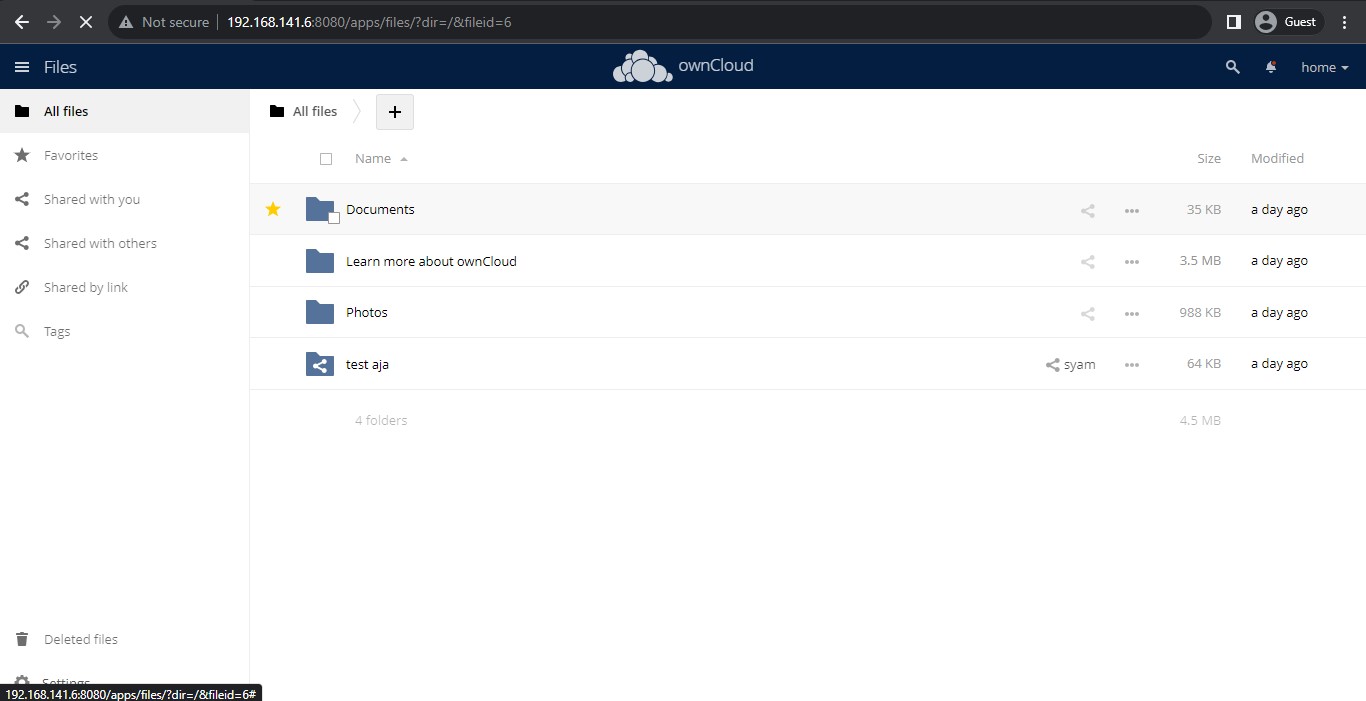 Not secure 192.168.141.6:8080/apps/files/?dir=/&fileid=6 Guest
Files ownCloud home
All files All files +
Name Size Modified
Favorites
Shared with you
Documents 35 KB a day ago
Shared with others
Learn more about ownCloud 3.5 MB a day ago
Shared by link
Photos 988 KB a day ago
Tags
test aja syam 64 KB a day ago
4 folders 4.5 MB
Deleted files
Settings
192.168.141.6:8080/apps/files/?dir=/&fileid=6#